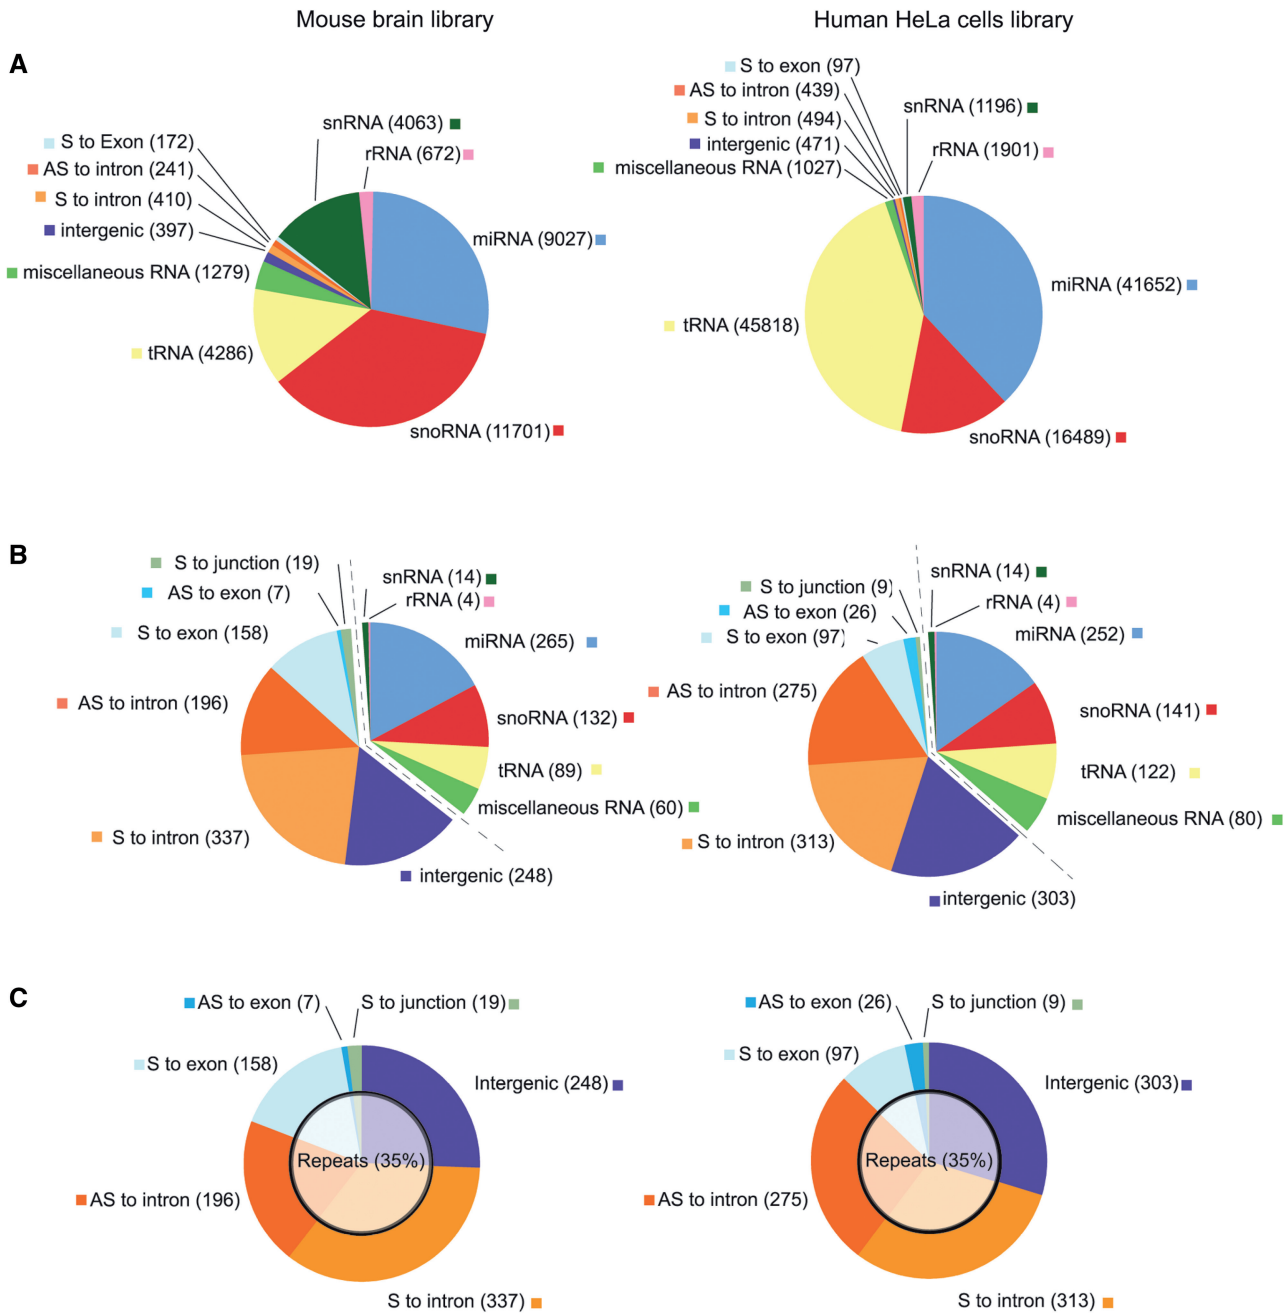 Mouse brain library
Human HeLa cells library
A
S to Exon (172)
AS to intron (241)
S to intron (410)
intergenic (397)
miscellaneous RNA (1279)
tRNA (4286)
snRNA (4063)
rRNA (672)
miRNA (9027)
snoRNA (11701)
S to exon (97)
AS to intron (439)
S to intron (494)
intergenic (471)
miscellaneous RNA (1027)
tRNA (45818)
snRNA (1196)
rRNA (1901)
miRNA (41652)
snoRNA (16489)
B
S to junction (19)
AS to exon (7)
S to exon (158)
AS to intron (196)
S to intron (337)
snRNA (14)
rRNA (4)
miRNA (265)
snoRNA (132)
tRNA (89)
miscellaneous RNA (60)
intergenic (248)
S to junction (9)
AS to exon (26)
S to exon (97)
AS to intron (275)
S to intron (313)
snRNA (14)
rRNA (4)
miRNA (252)
snoRNA (141)
tRNA (122)
miscellaneous RNA (80)
intergenic (303)
C
AS to exon (7)
S to junction (19)
S to exon (158)
Intergenic (248)
Repeats (35%)
AS to intron (196)
S to intron (337)
AS to exon (26)
S to junction (9)
S to exon (97)
Intergenic (303)
Repeats (35%)
AS to intron (275)
S to intron (313)